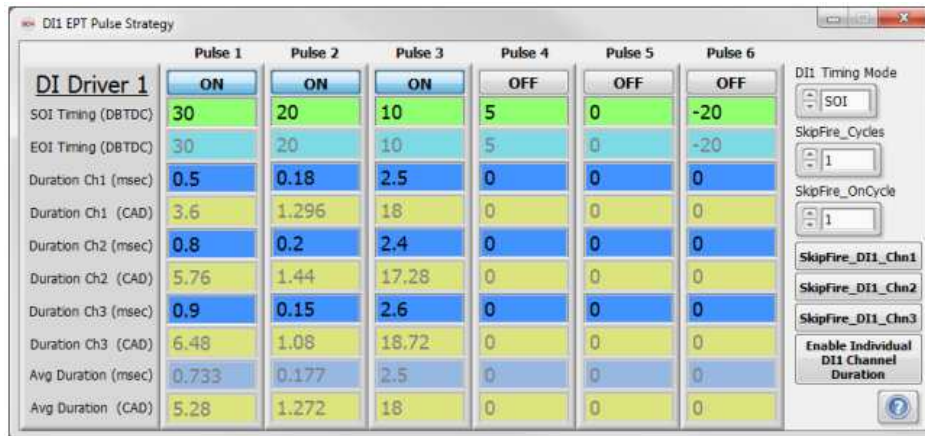 DI1 EPT Pulse Strategy
Pulse 1 Pulse 2 Pulse 3 Pulse 4 Pulse 5 Pulse 6
DI Driver 1 ON ON ON OFF OFF OFF
SOI Timing (DBTDC) 30 20 10 5 0 -20
EOI Timing (DBTDC) 30 20 10 5 0 -20
Duration Ch1 (msec) 0.5 0.18 2.5 0 0 0
Duration Ch1 (CAD) 3.6 1.296 18 0 0 0
Duration Ch2 (msec) 0.8 0.2 2.4 0 0 0
Duration Ch2 (CAD) 5.76 1.44 17.28 0 0 0
Duration Ch3 (msec) 0.9 0.15 2.6 0 0 0
Duration Ch3 (CAD) 6.48 1.08 18.72 0 0 0
Avg Duration (msec) 0.733 0.177 2.5 0 0 0
Avg Duration (CAD) 5.28 1.272 18 0 0 0
DI1 Timing Mode
SOI
SkipFire_Cycles
1
SkipFire_OnCycle
1
SkipFire_DI1_Chn1
SkipFire_DI1_Chn2
SkipFire_DI1_Chn3
Enable Individual
DI1 Channel
Duration
?